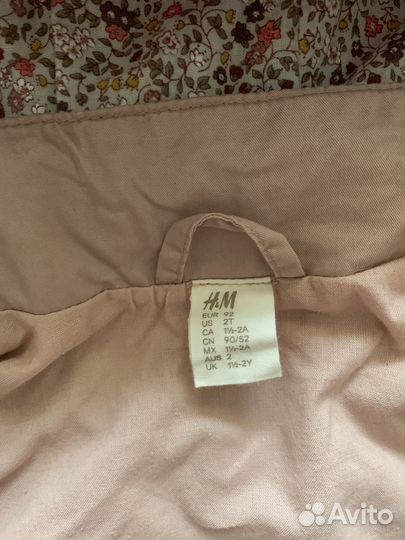 H&M
EUR 92
US 2T
CA 1½-2A
CN 90/52
MX 1½-2A
AUS 2
UK 1½-2Y
Avito